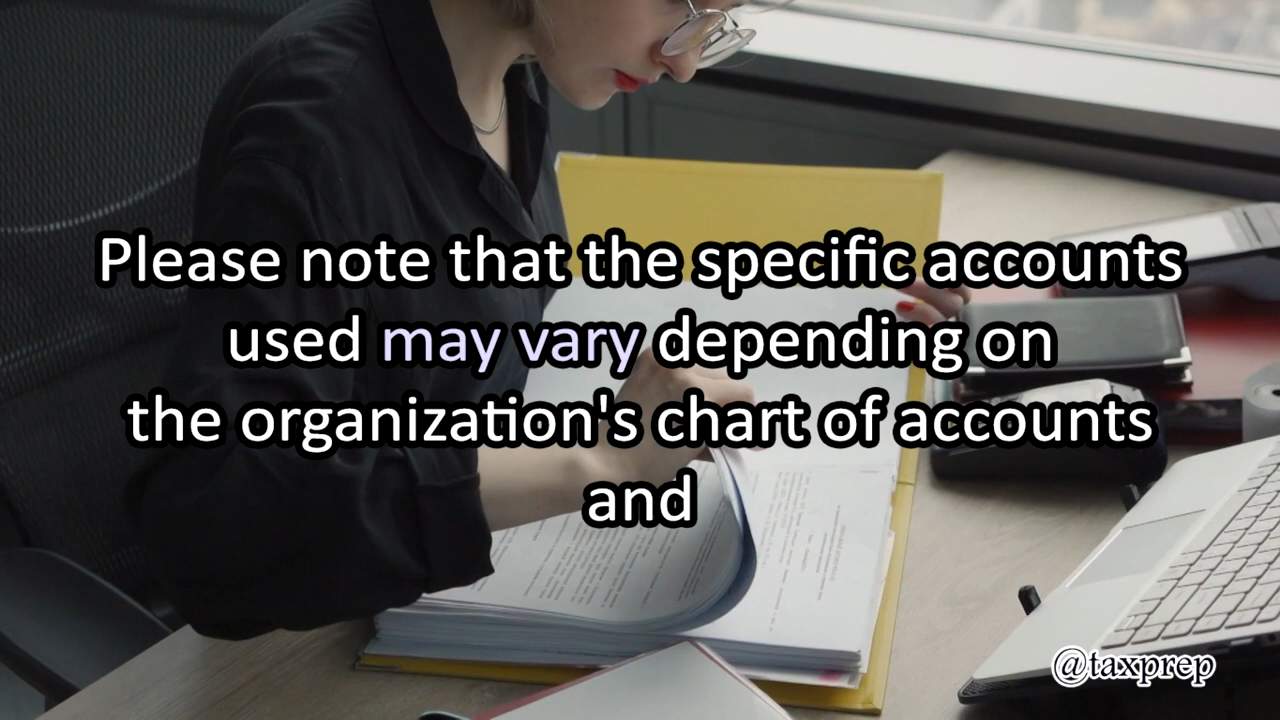 Please note that the specific accounts
used may vary depending on
the organization's chart of accounts
and
@taxprep